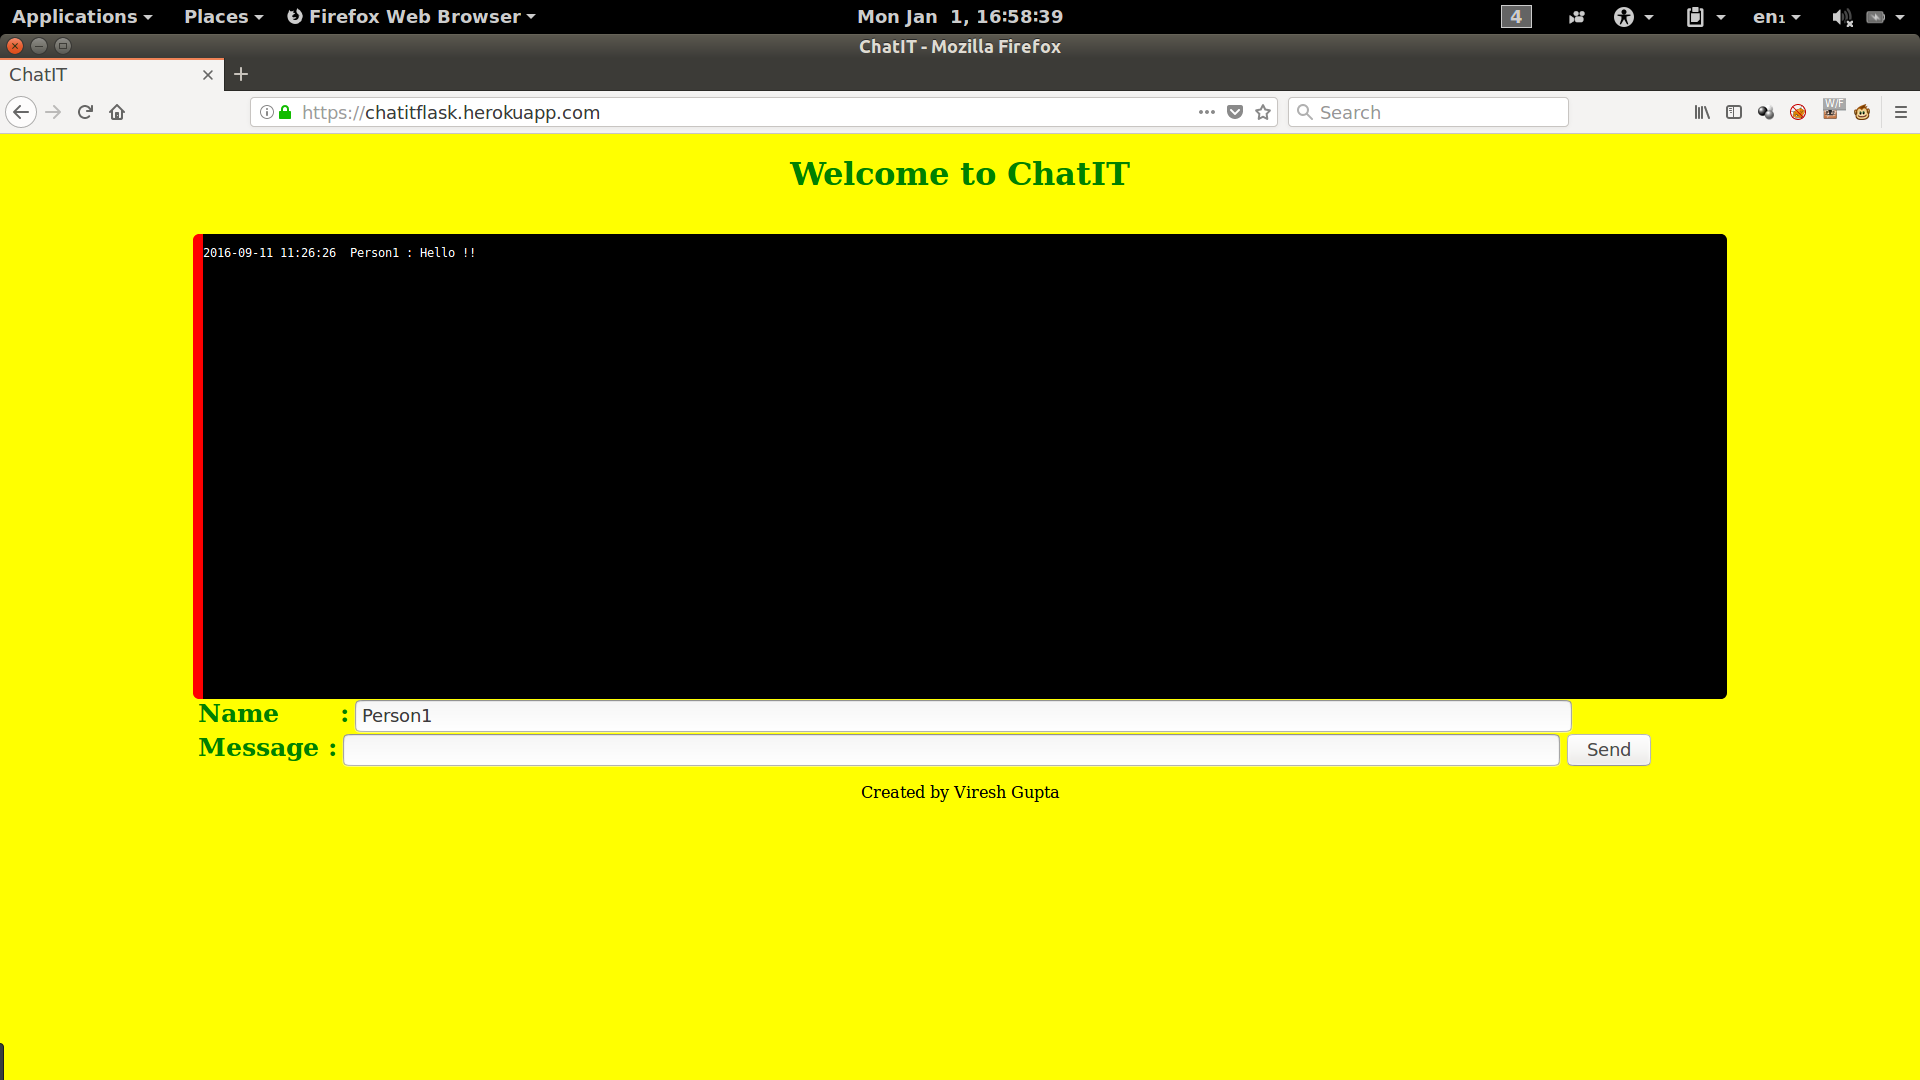 Applications Places Firefox Web Browser Mon Jan 1, 16:58:39 4 en₁
ChatIT - Mozilla Firefox
ChatIT
https://chatitflask.herokuapp.com Search W/F
Welcome to ChatIT
2016-09-11 11:26:26 Person1 : Hello !!
Name : Person1
Message : Send
Created by Viresh Gupta